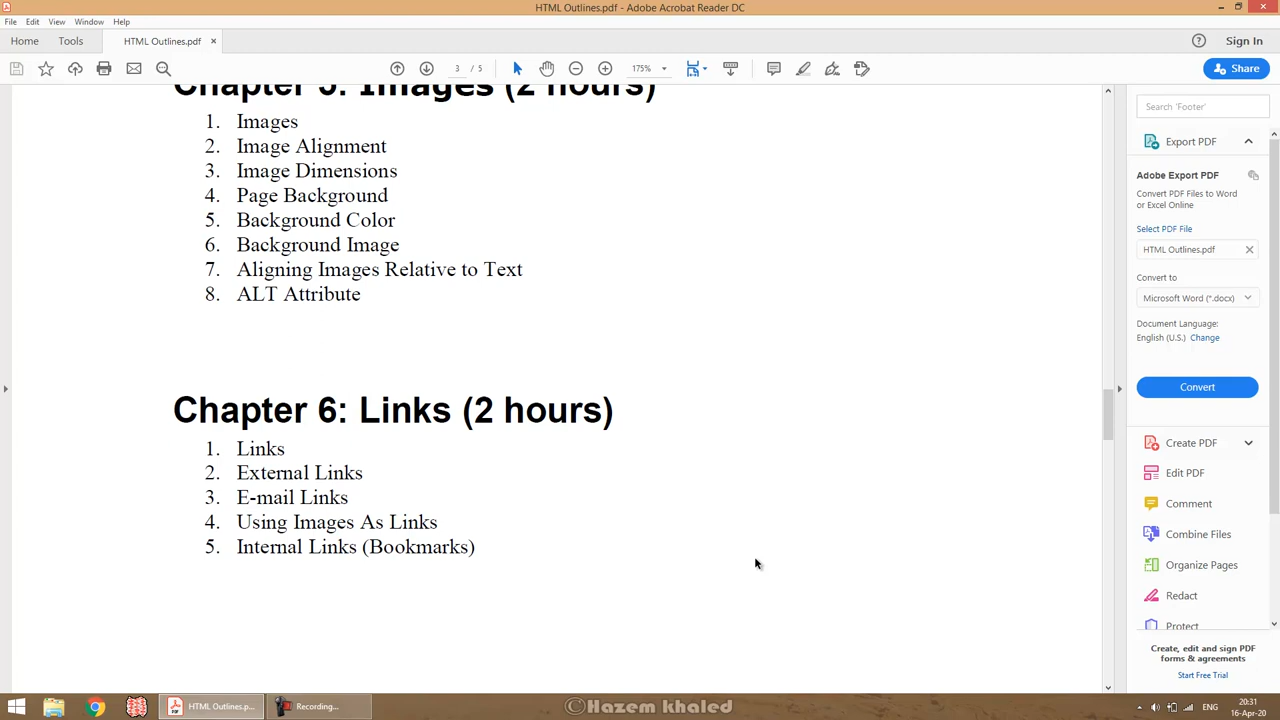 HTML Outlines.pdf - Adobe Acrobat Reader DC
File Edit View Window Help
Home Tools HTML Outlines.pdf × Sign In
3 / 5 175% Share
Chapter 5: Images (2 hours)
1. Images
2. Image Alignment
3. Image Dimensions
4. Page Background
5. Background Color
6. Background Image
7. Aligning Images Relative to Text
8. ALT Attribute
Chapter 6: Links (2 hours)
1. Links
2. External Links
3. E-mail Links
4. Using Images As Links
5. Internal Links (Bookmarks)
Search 'Footer'
Export PDF
Adobe Export PDF
Convert PDF Files to Word
or Excel Online
Select PDF File
HTML Outlines.pdf
Convert to
Microsoft Word (*.docx)
Document Language:
English (U.S.) Change
Convert
Create PDF
Edit PDF
Comment
Combine Files
Organize Pages
Redact
Protect
Create, edit and sign PDF
forms & agreements
Start Free Trial
HTML Outlines.p...
Recording...
©Hazem khaled
ENG
20:31
16-Apr-20